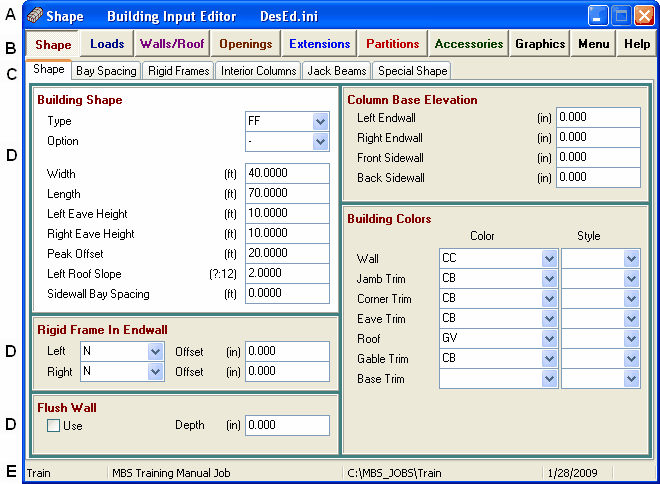 A Shape Building Input Editor DesEd.ini
B Shape Loads Walls/Roof Openings Extensions Partitions Accessories Graphics Menu Help
C Shape Bay Spacing Rigid Frames Interior Columns Jack Beams Special Shape
Building Shape
Type FF
Option -
D
Width (ft) 40.0000
Length (ft) 70.0000
Left Eave Height (ft) 10.0000
Right Eave Height (ft) 10.0000
Peak Offset (ft) 20.0000
Left Roof Slope (?:12) 2.0000
Sidewall Bay Spacing (ft) 0.0000
Rigid Frame In Endwall
D Left N Offset (in) 0.000
Right N Offset (in) 0.000
Flush Wall
D Use Depth (in) 0.000
Column Base Elevation
Left Endwall (in) 0.000
Right Endwall (in) 0.000
Front Sidewall (in) 0.000
Back Sidewall (in) 0.000
Building Colors
Color Style
Wall CC
Jamb Trim CB
Corner Trim CB
Eave Trim CB
Roof GV
Gable Trim CB
Base Trim
E Train MBS Training Manual Job C:\MBS_JOBS\Train 1/28/2009